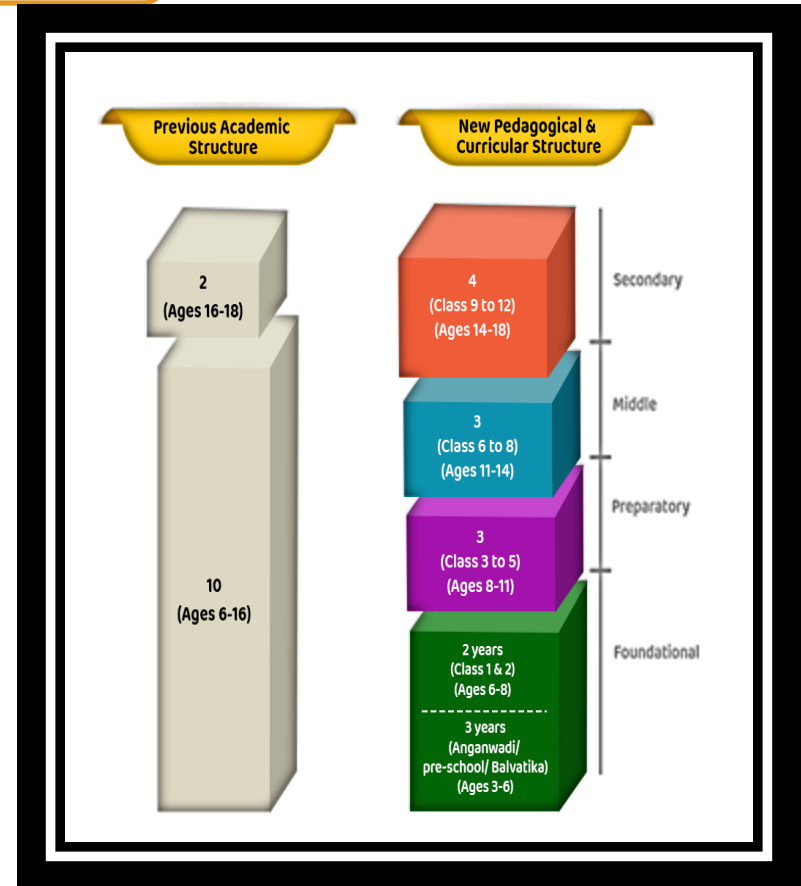 Previous Academic
Structure
New Pedagogical &
Curricular Structure
2
(Ages 16-18)
10
(Ages 6-16)
4
(Class 9 to 12)
(Ages 14-18)
Secondary
3
(Class 6 to 8)
(Ages 11-14)
Middle
3
(Class 3 to 5)
(Ages 8-11)
Preparatory
2 years
(Class 1 & 2)
(Ages 6-8)
3 years
(Anganwadi/
pre-school/ Balvatika)
(Ages 3-6)
Foundational